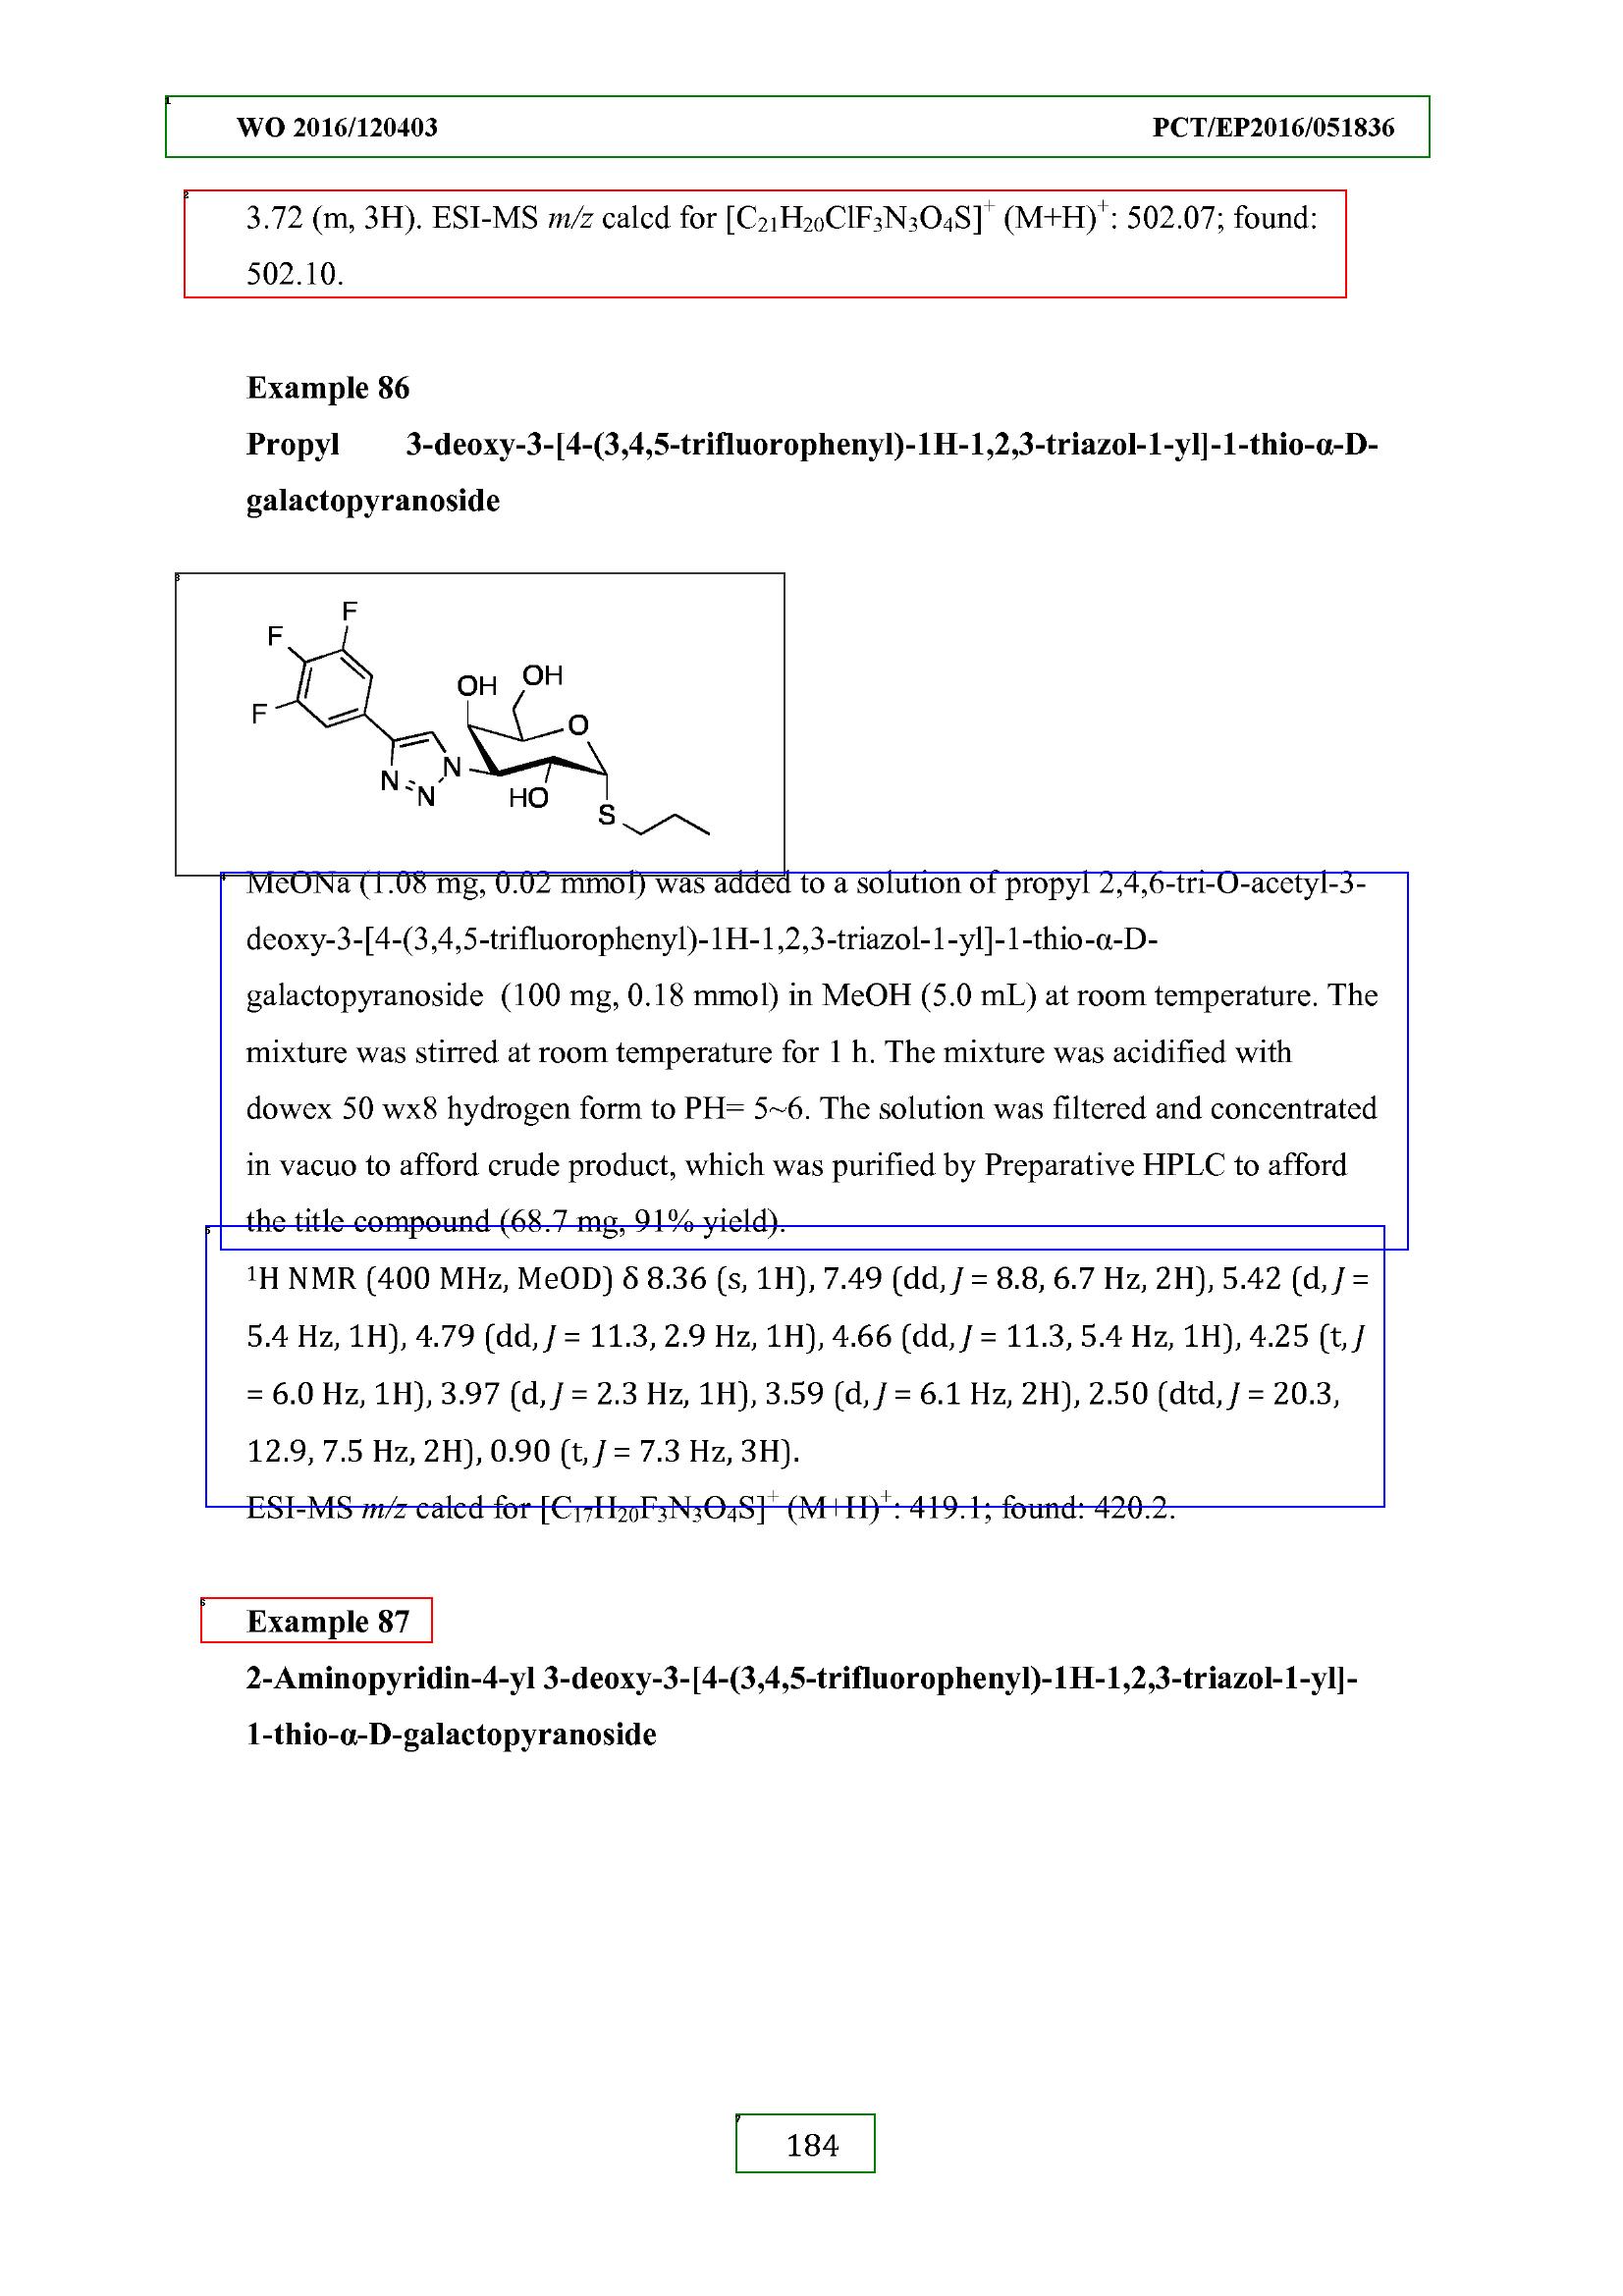 WO 2016/120403 PCT/EP2016/051836
3.72 (m, 3H). ESI-MS m/z calcd for [C21H20ClF3N3O4S]+ (M+H)+: 502.07; found:
502.10.
Example 86
Propyl 3-deoxy-3-[4-(3,4,5-trifluorophenyl)-1H-1,2,3-triazol-1-yl]-1-thio-α-D-
galactopyranoside
F
F
F
OH
OH
O
N
N
N
HO
S
MeONa (1.08 mg, 0.02 mmol) was added to a solution of propyl 2,4,6-tri-O-acetyl-3-
deoxy-3-[4-(3,4,5-trifluorophenyl)-1H-1,2,3-triazol-1-yl]-1-thio-α-D-
galactopyranoside (100 mg, 0.18 mmol) in MeOH (5.0 mL) at room temperature. The
mixture was stirred at room temperature for 1 h. The mixture was acidified with
dowex 50 wx8 hydrogen form to PH= 5~6. The solution was filtered and concentrated
in vacuo to afford crude product, which was purified by Preparative HPLC to afford
the title compound (68.7 mg, 91% yield).
¹H NMR (400 MHz, MeOD) δ 8.36 (s, 1H), 7.49 (dd, J = 8.8, 6.7 Hz, 2H), 5.42 (d, J =
5.4 Hz, 1H), 4.79 (dd, J = 11.3, 2.9 Hz, 1H), 4.66 (dd, J = 11.3, 5.4 Hz, 1H), 4.25 (t, J
= 6.0 Hz, 1H), 3.97 (d, J = 2.3 Hz, 1H), 3.59 (d, J = 6.1 Hz, 2H), 2.50 (dtd, J = 20.3,
12.9, 7.5 Hz, 2H), 0.90 (t, J = 7.3 Hz, 3H).
ESI-MS m/z calcd for [C17H20F3N3O4S]+ (M+H)+: 419.1; found: 420.2.
Example 87
2-Aminopyridin-4-yl 3-deoxy-3-[4-(3,4,5-trifluorophenyl)-1H-1,2,3-triazol-1-yl]-
1-thio-α-D-galactopyranoside
184